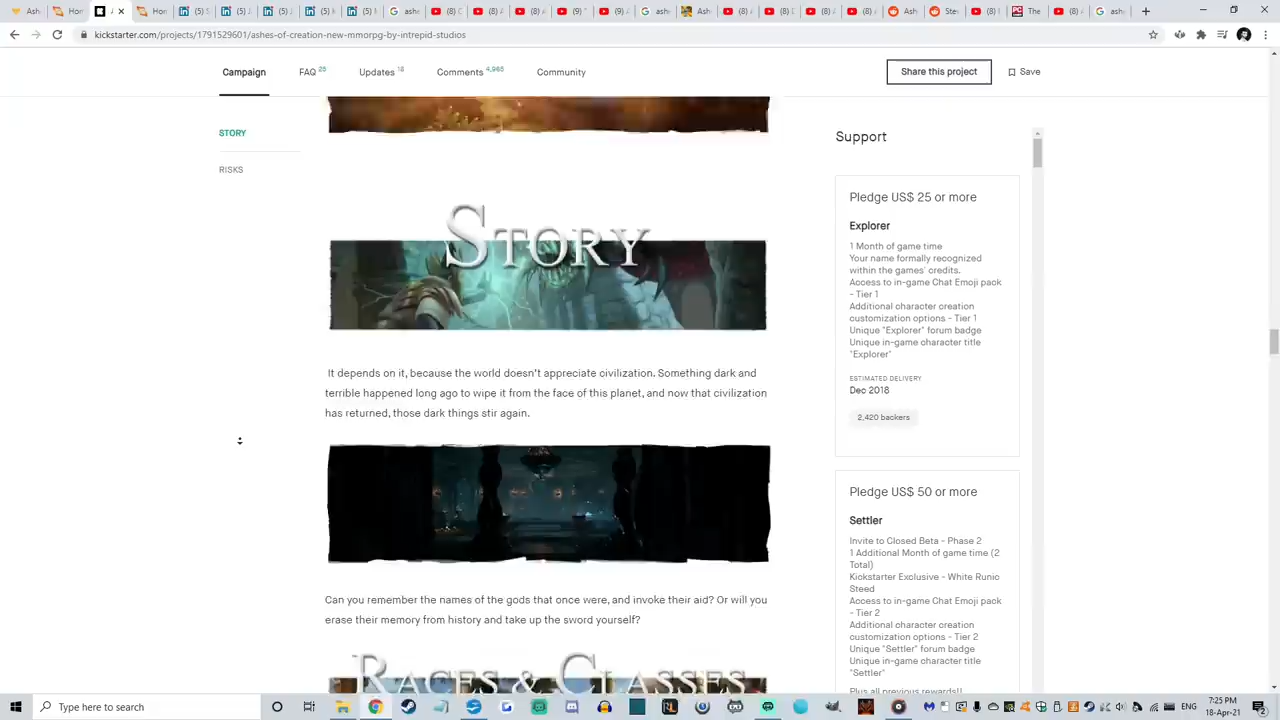 kickstarter.com/projects/1791529601/ashes-of-creation-new-mmorpg-by-intrepid-studios
Campaign
FAQ 25
Updates
Comments
Community
Share this project
Save
STORY
RISKS
STORY
It depends on it, because the world doesn't appreciate civilization. Something dark and
terrible happened long ago to wipe it from the face of this planet, and now that civilization
has returned, those dark things stir again.
Can you remember the names of the gods that once were, and invoke their aid? Or will you
erase their memory from history and take up the sword yourself?
RACES & CLASSES
Support
Pledge US$ 25 or more
Explorer
1 Month of game time
Your name formally recognized
within the games' credits.
Access to in-game Chat Emoji pack
- Tier 1
Additional character creation
customization options - Tier 1
Unique "Explorer" forum badge
Unique in-game character title
"Explorer"
ESTIMATED DELIVERY
Dec 2018
2,420 backers
Pledge US$ 50 or more
Settler
Invite to Closed Beta - Phase 2
1 Additional Month of game time (2
Total)
Kickstarter Exclusive - White Runic
Steed
Access to in-game Chat Emoji pack
- Tier 2
Additional character creation
customization options - Tier 2
Unique "Settler" forum badge
Unique in-game character title
"Settler"
Plus all previous rewards!!
Type here to search
ENG
7:25 PM
18-Apr-21